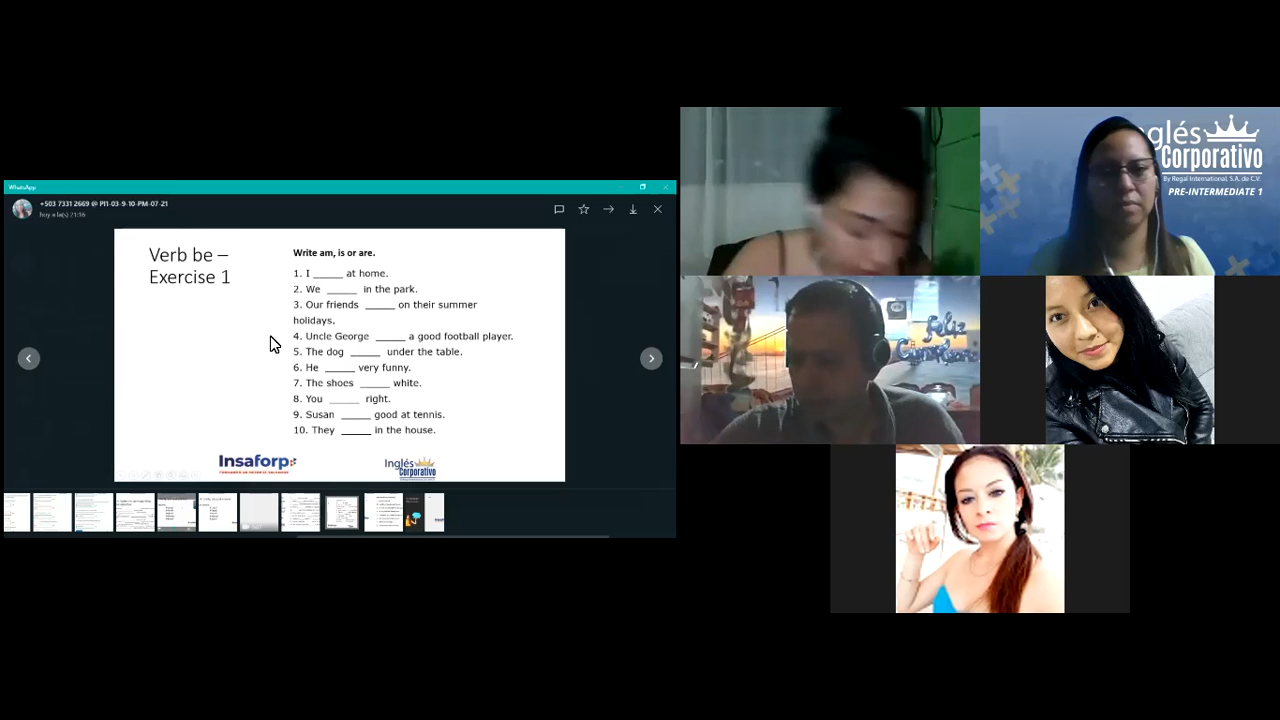 WhatsApp
+503 7331 2669 @ PI1-03-9-10-PM-07-21
hoy a la(s) 21:16
Verb be –
Exercise 1
Write am, is or are.
1. I _____ at home.
2. We _____ in the park.
3. Our friends _____ on their summer
holidays.
4. Uncle George _____ a good football player.
5. The dog _____ under the table.
6. He _____ very funny.
7. The shoes _____ white.
8. You _____ right.
9. Susan _____ good at tennis.
10. They _____ in the house.
Insaforp
Inglés
Corporativo
glés
Corporativo
By Regal International, S.A. de C.V.
PRE-INTERMEDIATE 1
Feliz